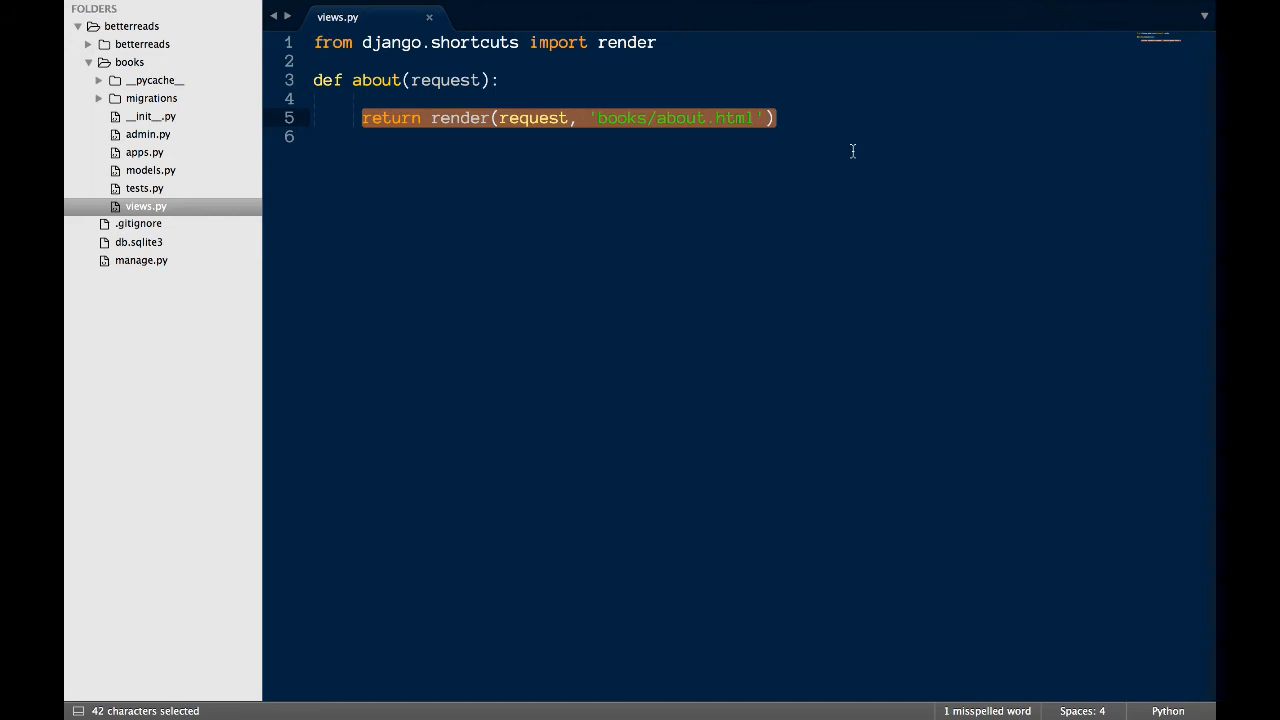 FOLDERS
betterreads
betterreads
books
__pycache__
migrations
__init__.py
admin.py
apps.py
models.py
tests.py
views.py
.gitignore
db.sqlite3
manage.py
views.py
1 from django.shortcuts import render
2
3 def about(request):
4
5 return render(request, 'books/about.html')
6
42 characters selected
1 misspelled word
Spaces: 4
Python